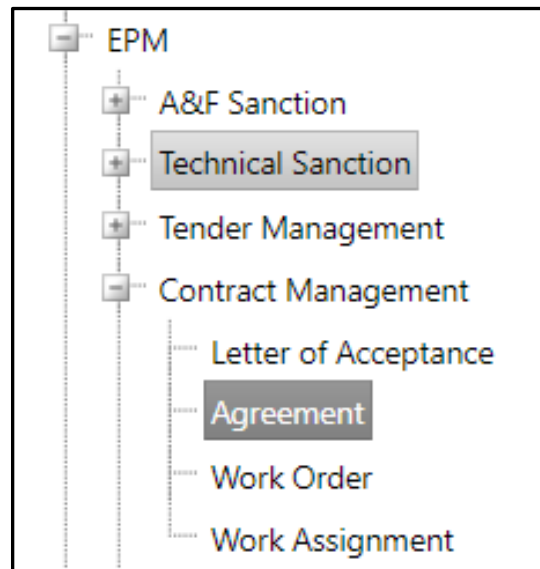 EPM
A&F Sanction
Technical Sanction
Tender Management
Contract Management
Letter of Acceptance
Agreement
Work Order
Work Assignment